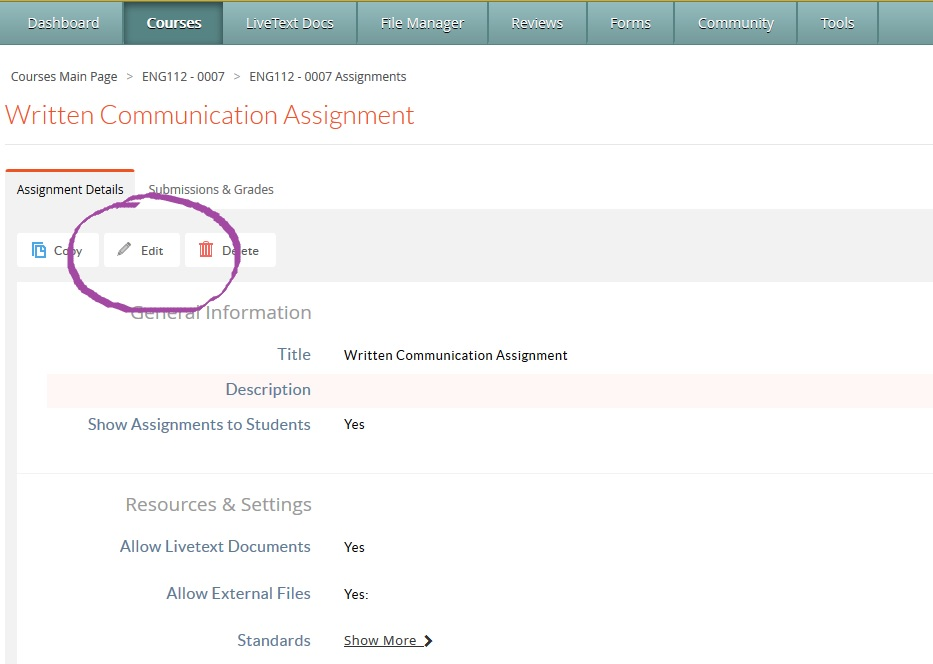 Dashboard Courses LiveText Docs File Manager Reviews Forms Community Tools
Courses Main Page > ENG112 - 0007 > ENG112 - 0007 Assignments
Written Communication Assignment
Assignment Details Submissions & Grades
Copy Edit Delete
General Information
Title Written Communication Assignment
Description
Show Assignments to Students Yes
Resources & Settings
Allow Livetext Documents Yes
Allow External Files Yes:
Standards Show More